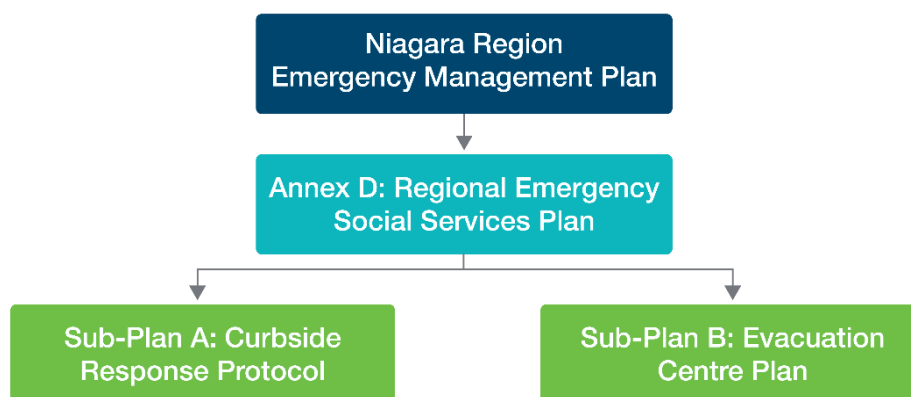 Niagara Region
Emergency Management Plan
Annex D: Regional Emergency
Social Services Plan
Sub-Plan A: Curbside
Response Protocol
Sub-Plan B: Evacuation
Centre Plan